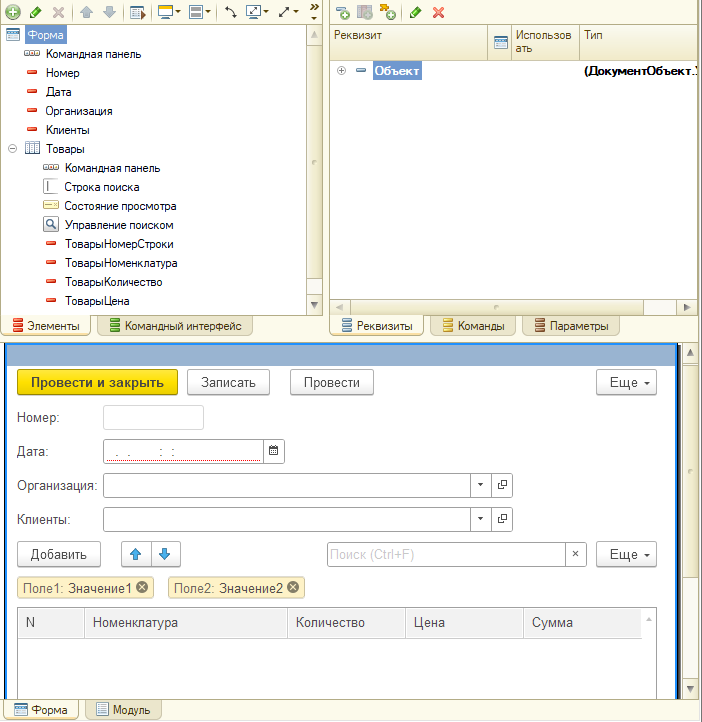 Форма
Командная панель
Номер
Дата
Организация
Клиенты
Товары
Командная панель
Строка поиска
Состояние просмотра
Управление поиском
ТоварыНомерСтроки
ТоварыНоменклатура
ТоварыКоличество
ТоварыЦена
Элементы Командный интерфейс
Реквизит Использовать Тип
Объект (ДокументОбъект.
Реквизиты Команды Параметры
Провести и закрыть Записать Провести Еще
Номер:
Дата: . . : :
Организация:
Клиенты:
Добавить Поиск (Ctrl+F) × Еще
Поле1: Значение1 Поле2: Значение2
N Номенклатура Количество Цена Сумма
Форма Модуль